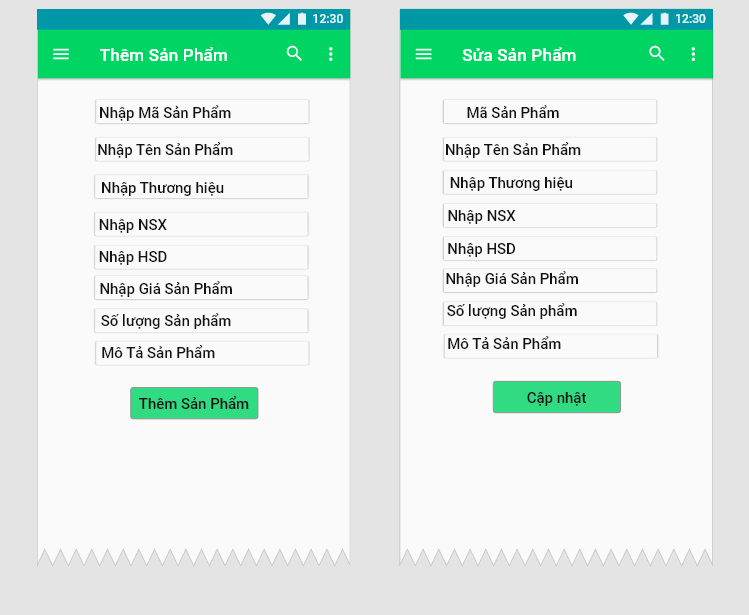 12:30
Thêm Sản Phẩm
Nhập Mã Sản Phẩm
Nhập Tên Sản Phẩm
Nhập Thương hiệu
Nhập NSX
Nhập HSD
Nhập Giá Sản Phẩm
Số lượng Sản phẩm
Mô Tả Sản Phẩm
Thêm Sản Phẩm
12:30
Sửa Sản Phẩm
Mã Sản Phẩm
Nhập Tên Sản Phẩm
Nhập Thương hiệu
Nhập NSX
Nhập HSD
Nhập Giá Sản Phẩm
Số lượng Sản phẩm
Mô Tả Sản Phẩm
Cập nhật